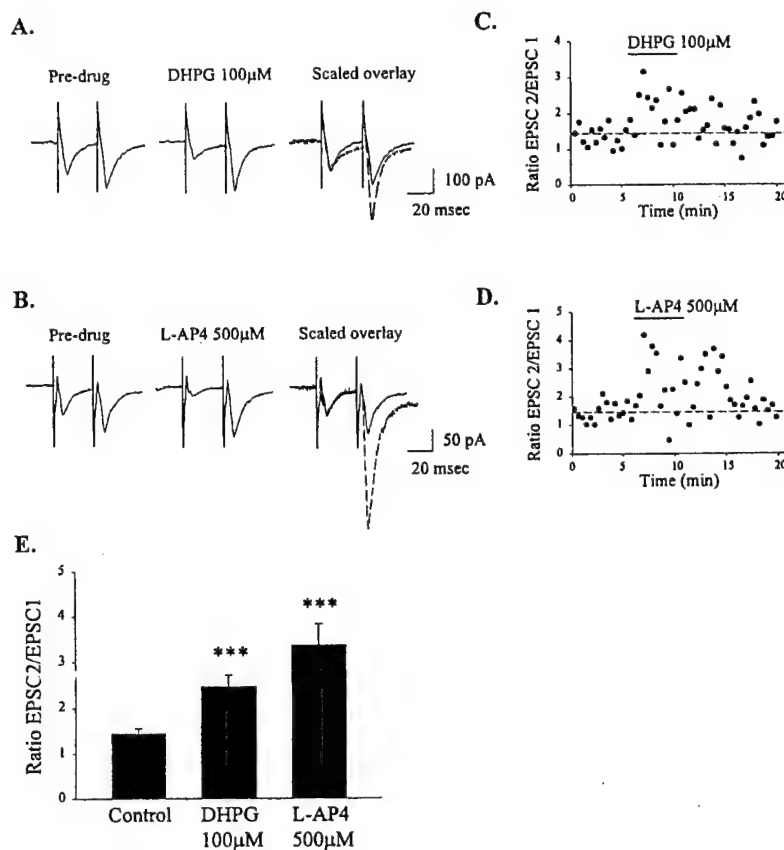 A.
Pre-drug
DHPG 100µM
Scaled overlay
100 pA
20 msec
C.
DHPG 100µM
Ratio EPSC 2/EPSC 1
4
3
2
1
0
0
5
10
15
20
Time (min)
B.
Pre-drug
L-AP4 500µM
Scaled overlay
50 pA
20 msec
D.
L-AP4 500µM
Ratio EPSC 2/EPSC 1
5
4
3
2
1
0
0
5
10
15
20
Time (min)
E.
Ratio EPSC2/EPSC1
5
4
3
2
1
0
***
***
Control
DHPG
100µM
L-AP4
500µM